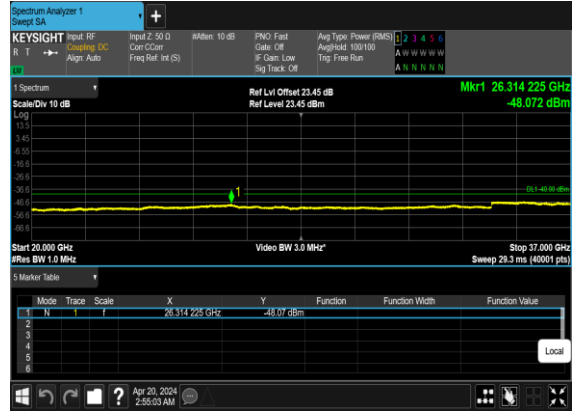 Spectrum Analyzer 1
Swept SA
+
KEYSIGHT Input: RF Input Z: 50 Ω #Atten: 10 dB PNO: Fast Avg Type: Power (RMS) 1 2 3 4 5 6
R T Coupling: DC Corr CCorr Gate: Off Avg|Hold: 100/100 A W W W W W
Align: Auto Freq Ref: Int (S) IF Gain: Low Trig: Free Run
LW Sig Track: Off A N N N N N
1 Spectrum Ref Lvl Offset 23.45 dB Mkr1 26.314 225 GHz
Scale/Div 10 dB Ref Level 23.45 dBm -48.072 dBm
Log
13.5
3.45
-6.55
-16.6
-26.6
-36.6 DL1 -40.00 dBm
1
-46.6
-56.6
-66.6
Start 20.000 GHz Video BW 3.0 MHz* Stop 37.000 GHz
#Res BW 1.0 MHz Sweep 29.3 ms (40001 pts)
5 Marker Table
Mode Trace Scale X Y Function Function Width Function Value
1 N 1 f 26.314 225 GHz -48.07 dBm
2
3
4
5
6
Local
? Apr 20, 2024
2:55:03 AM